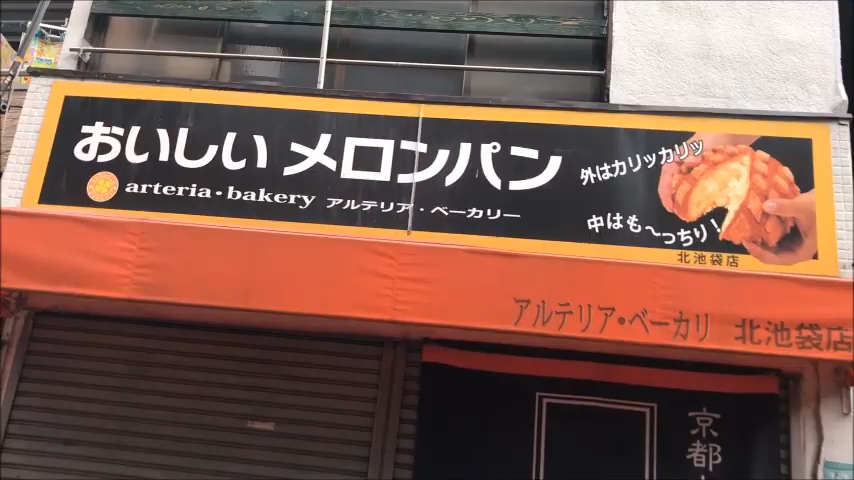 おいしい メロンパン
外はカリッカリッ
arteria・bakery アルテリア・ベーカリー
中はも～っちり!
北池袋店
アルテリア・ベーカリー 北池袋店
京都